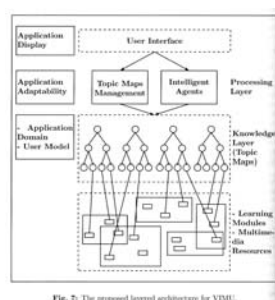 Application
Display
User Interface
Application
Adaptability
Topic Maps
Management
Intelligent
Agents
Processing
Layer
- Application
Domain
- User Model
Knowledge
Layer
(Topic
Maps)
- Learning
Modules
- Multime-
dia
Resources
Fig. 7: The proposed layered architecture for VIMU